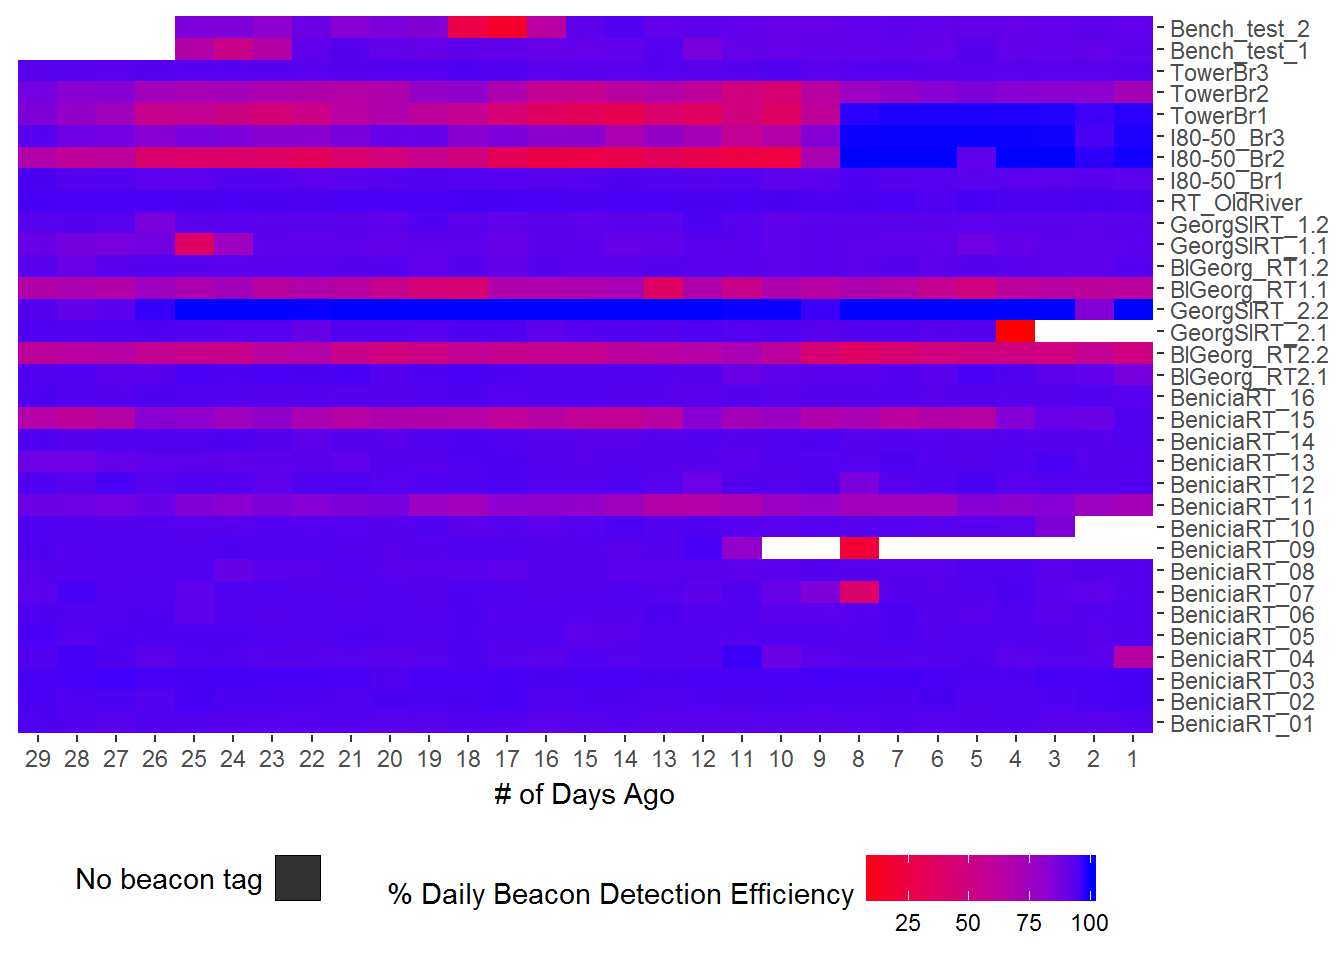 Bench_test_2
Bench_test_1
TowerBr3
TowerBr2
TowerBr1
I80-50_Br3
I80-50_Br2
I80-50_Br1
RT_OldRiver
GeorgSlRT_1.2
GeorgSlRT_1.1
BlGeorg_RT1.2
BlGeorg_RT1.1
GeorgSlRT_2.2
GeorgSlRT_2.1
BlGeorg_RT2.2
BlGeorg_RT2.1
BeniciaRT_16
BeniciaRT_15
BeniciaRT_14
BeniciaRT_13
BeniciaRT_12
BeniciaRT_11
BeniciaRT_10
BeniciaRT_09
BeniciaRT_08
BeniciaRT_07
BeniciaRT_06
BeniciaRT_05
BeniciaRT_04
BeniciaRT_03
BeniciaRT_02
BeniciaRT_01
29 28 27 26 25 24 23 22 21 20 19 18 17 16 15 14 13 12 11 10 9 8 7 6 5 4 3 2 1
# of Days Ago
No beacon tag
% Daily Beacon Detection Efficiency
25 50 75 100